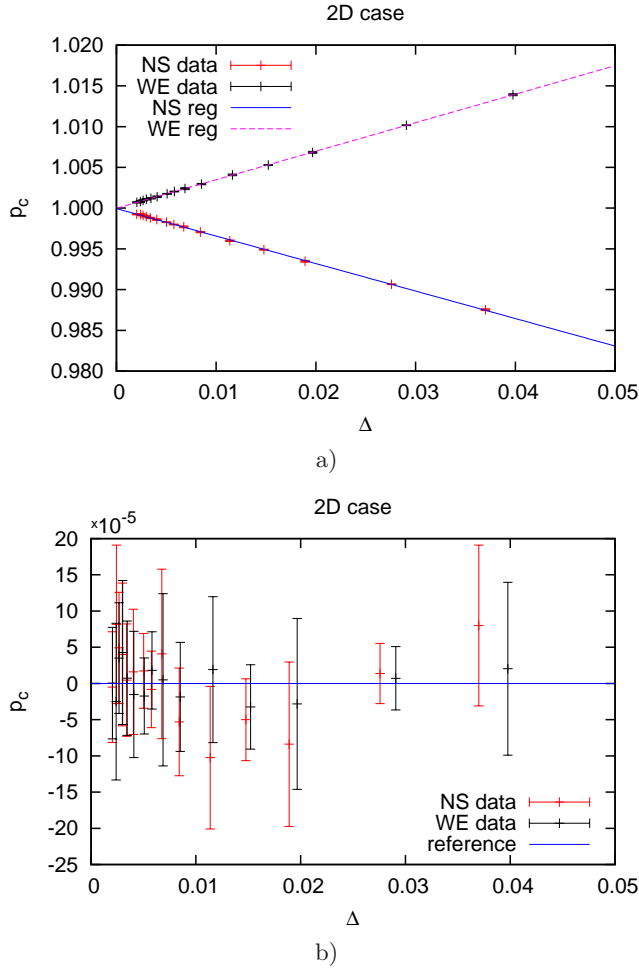 2D case
1.020
1.015
1.010
1.005
1.000
0.995
0.990
0.985
0.980
p_c
NS data
WE data
NS reg
WE reg
0 0.01 0.02 0.03 0.04 0.05
Δ
a)
2D case
×10^-5
20
15
10
5
0
-5
-10
-15
-20
-25
p_c
NS data
WE data
reference
0 0.01 0.02 0.03 0.04 0.05
Δ
b)